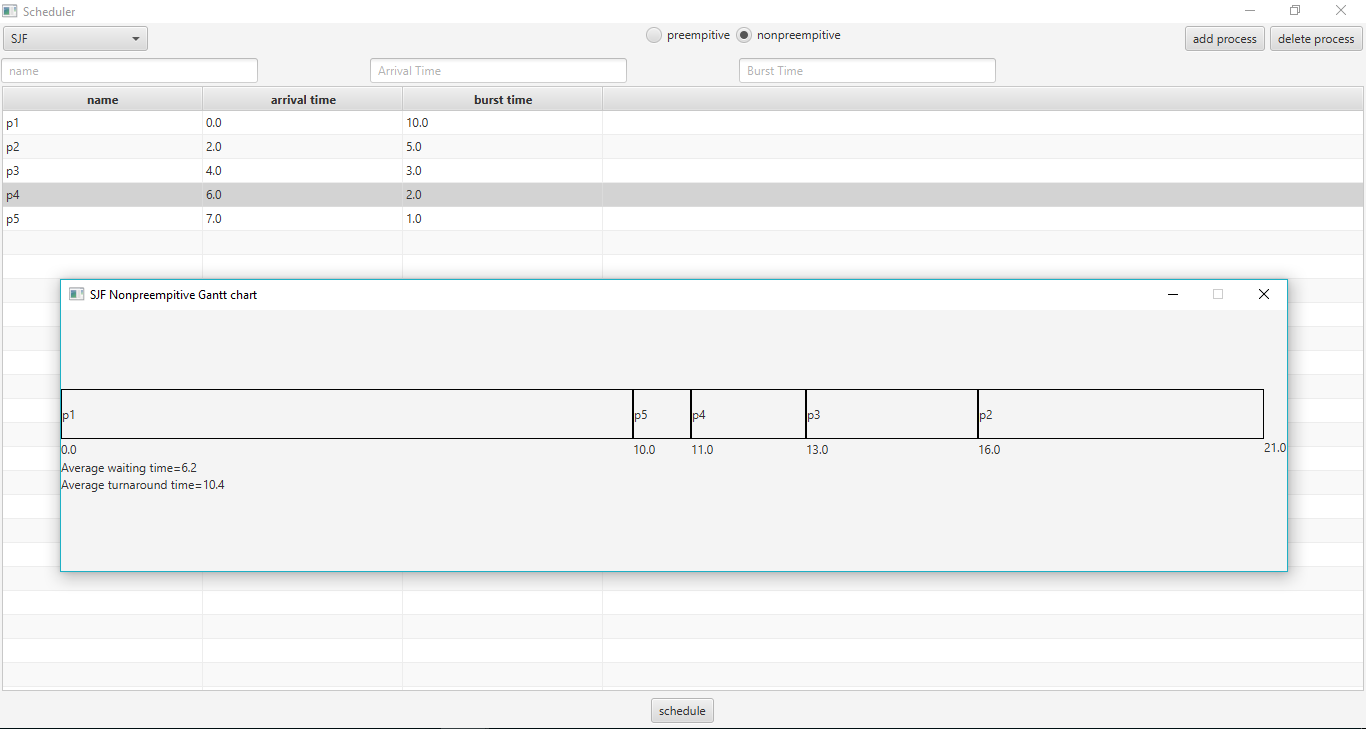 Scheduler
SJF preempitive nonpreempitive add process delete process
name Arrival Time Burst Time
name arrival time burst time
p1 0.0 10.0
p2 2.0 5.0
p3 4.0 3.0
p4 6.0 2.0
p5 7.0 1.0
SJF Nonpreempitive Gantt chart
p1 p5 p4 p3 p2
0.0 10.0 11.0 13.0 16.0 21.0
Average waiting time=6.2
Average turnaround time=10.4
schedule